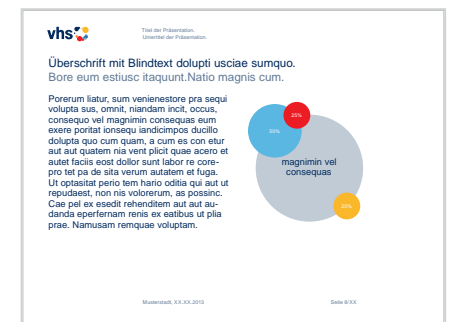 vhs
Titel der Präsentation.
Untertitel der Präsentation.
Überschrift mit Blindtext dolupti usciae sumquo.
Bore eum estiusc itaquunt.Natio magnis cum.
Porerum liatur, sum venienestore pra sequi
volupta sus, omnit, niandam incit, occus,
consequo vel magnimin consequas eum
exere poritat ionsequ iandicimpos ducillo
dolupta quo cum quam, a cum es con etur
aut aut quatem nia vent plicit quae acero et
autet faciis eost dollor sunt labor re core-
pro tet pa de sita verum autatem et fuga.
Ut optasitat perio tem hario oditia qui aut ut
repudaest, non nis volorerum, as possinc.
Cae pel ex esedit rehenditem aut aut au-
danda eperfernam renis ex eatibus ut plia
prae. Namusam remquae voluptam.
25%
50%
magnimin vel
consequas
25%
Musterstadt, XX.XX.2013
Seite 8/XX